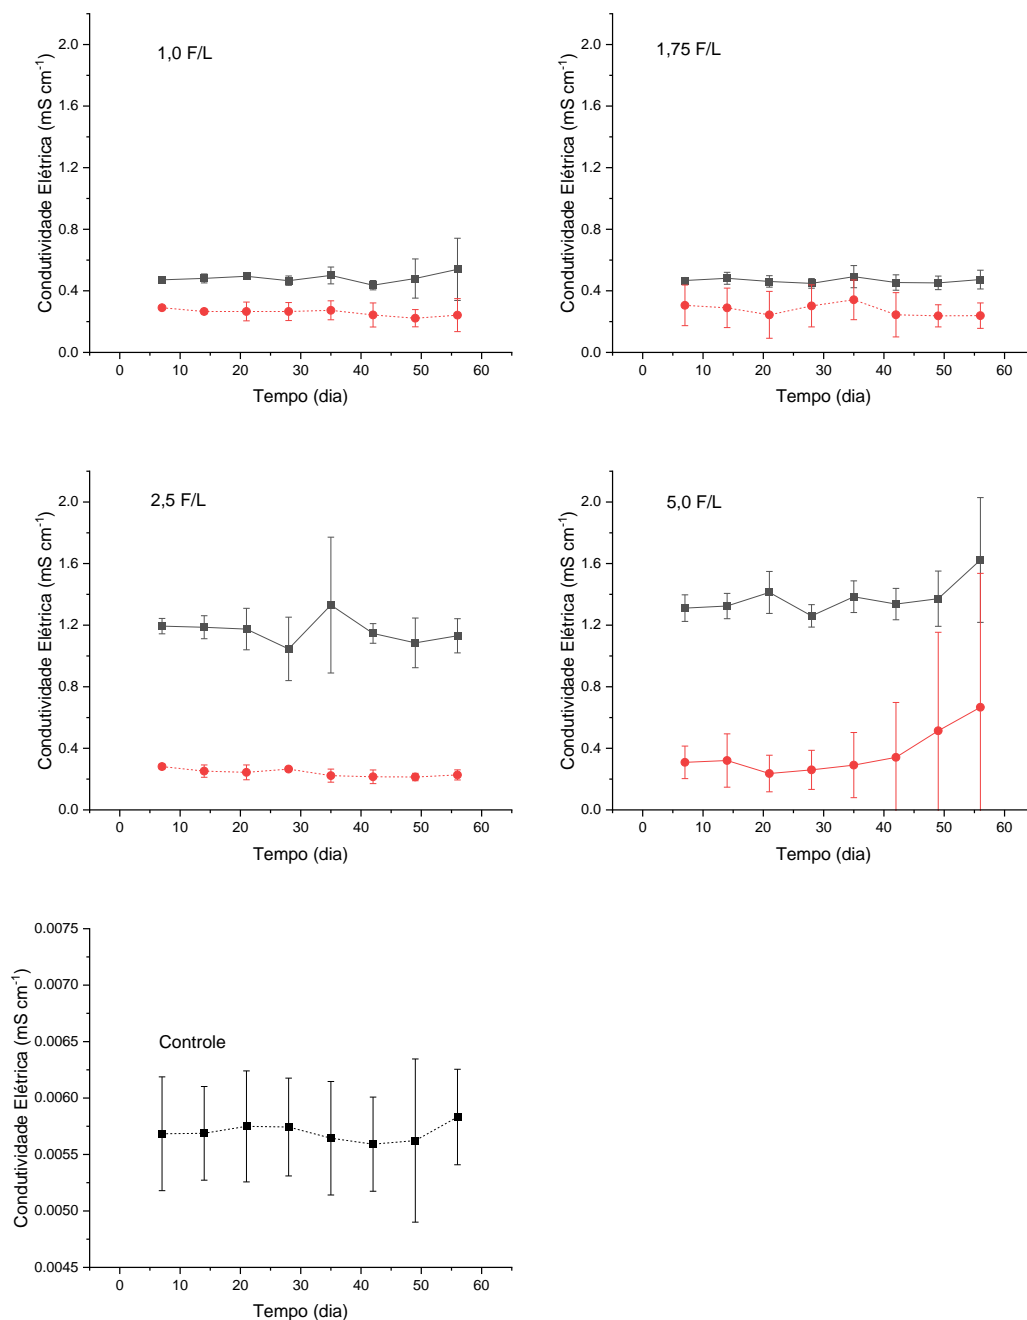 1,0 F/L
Condutividade Elétrica (mS cm⁻¹)
2.0
1.6
1.2
0.8
0.4
0.0
0 10 20 30 40 50 60
Tempo (dia)
1,75 F/L
Condutividade Elétrica (mS cm⁻¹)
2.0
1.6
1.2
0.8
0.4
0.0
0 10 20 30 40 50 60
Tempo (dia)
2,5 F/L
Condutividade Elétrica (mS cm⁻¹)
2.0
1.6
1.2
0.8
0.4
0.0
0 10 20 30 40 50 60
Tempo (dia)
5,0 F/L
Condutividade Elétrica (mS cm⁻¹)
2.0
1.6
1.2
0.8
0.4
0.0
0 10 20 30 40 50 60
Tempo (dia)
Controle
Condutividade Elétrica (mS cm⁻¹)
0.0075
0.0070
0.0065
0.0060
0.0055
0.0050
0.0045
0 10 20 30 40 50 60
Tempo (dia)